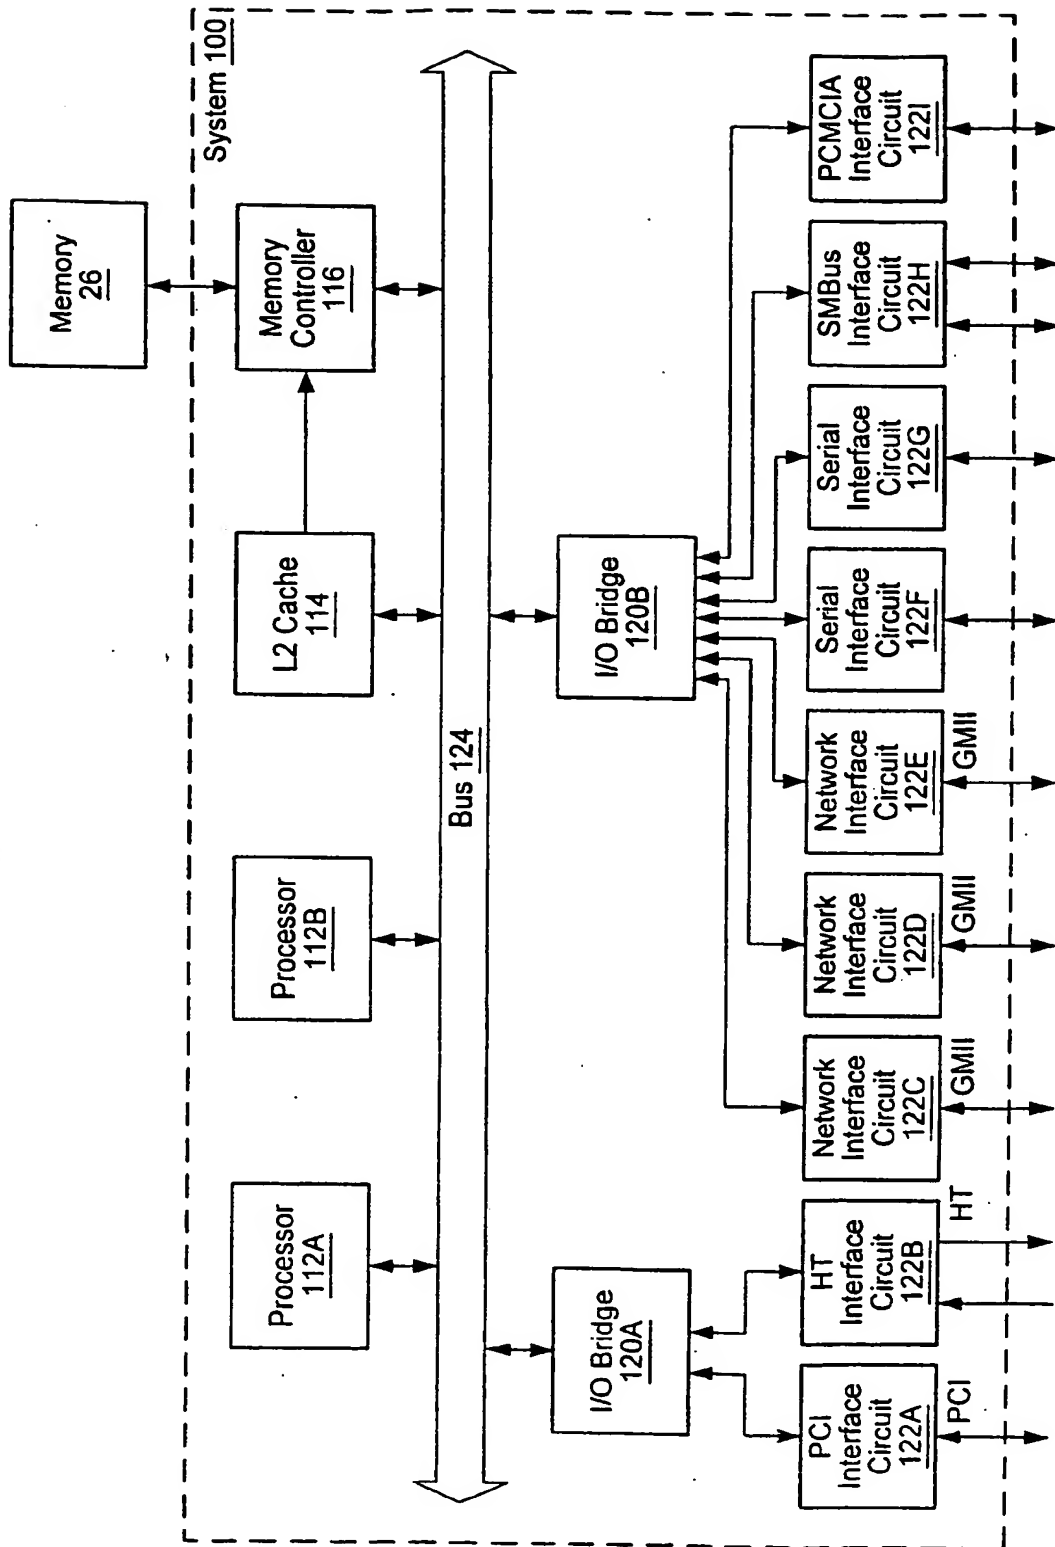 Memory
26
System 100
Processor
112A
Processor
112B
L2 Cache
114
Memory
Controller
116
Bus 124
I/O Bridge
120A
I/O Bridge
120B
PCI
Interface
Circuit
122A
HT
Interface
Circuit
122B
Network
Interface
Circuit
122C
Network
Interface
Circuit
122D
Network
Interface
Circuit
122E
Serial
Interface
Circuit
122F
Serial
Interface
Circuit
122G
SMBus
Interface
Circuit
122H
PCMCIA
Interface
Circuit
122I
PCI
HT
GMII
GMII
GMII